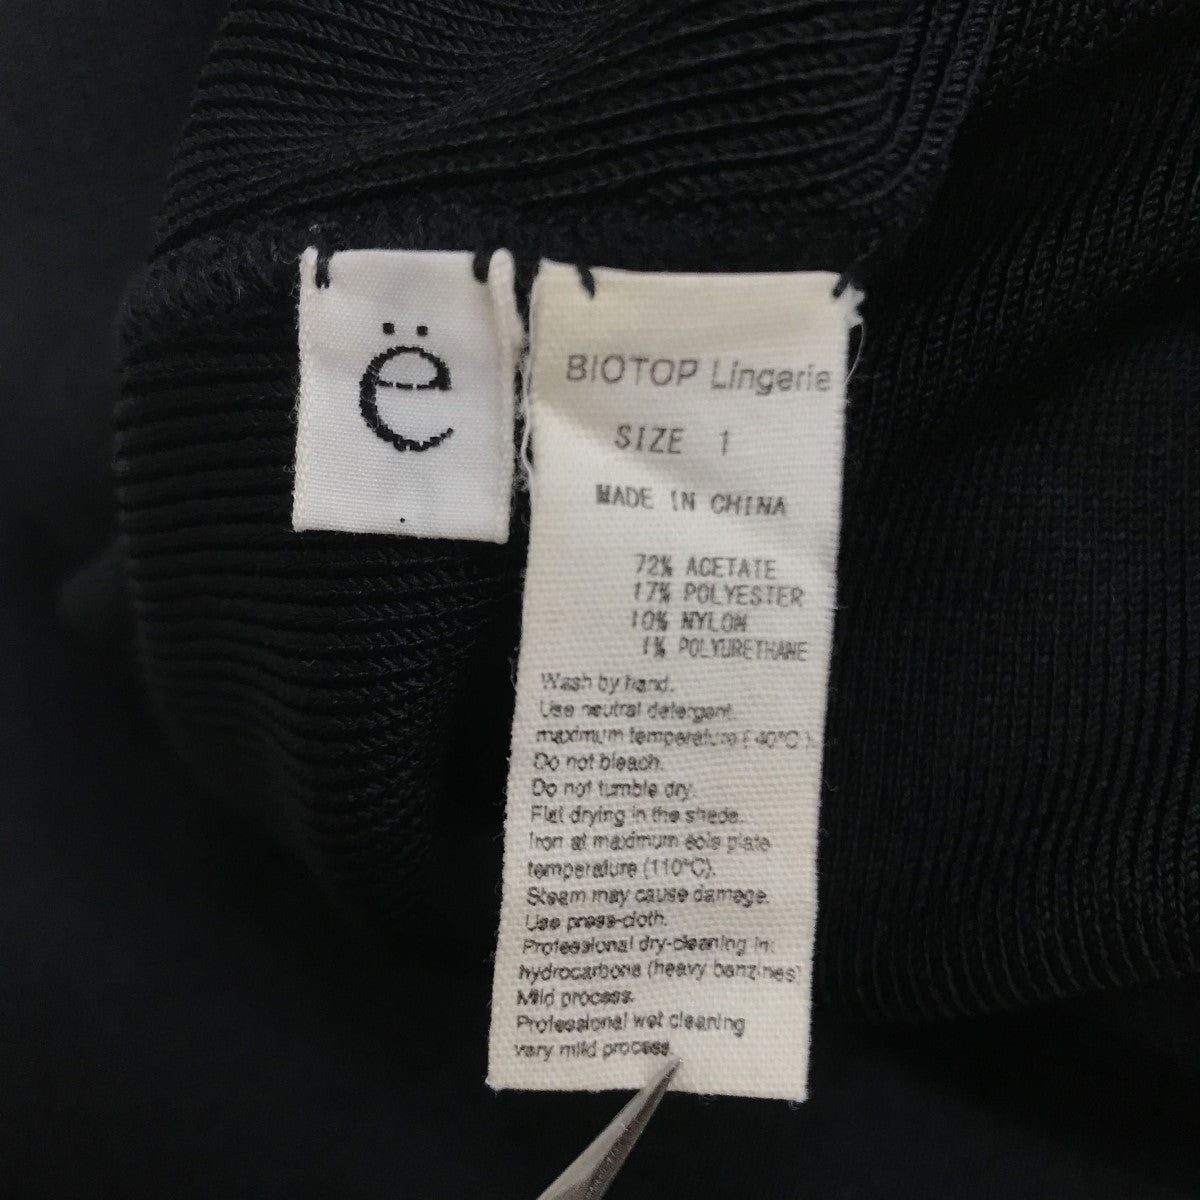 ë
BIOTOP Lingerie
SIZE 1
MADE IN CHINA
72% ACETATE
17% POLYESTER
10% NYLON
1% POLYURETHANE
Wash by hand.
Use neutral detergent.
maximum temperature (40°C).
Do not bleach.
Do not tumble dry.
Flat drying in the shade.
Iron at maximum sole plate
temperature (110°C).
Steam may cause damage.
Use press-cloth.
Professional dry-cleaning in:
hydrocarbons (heavy benzines)
Mild process.
Professional wet cleaning
very mild process.